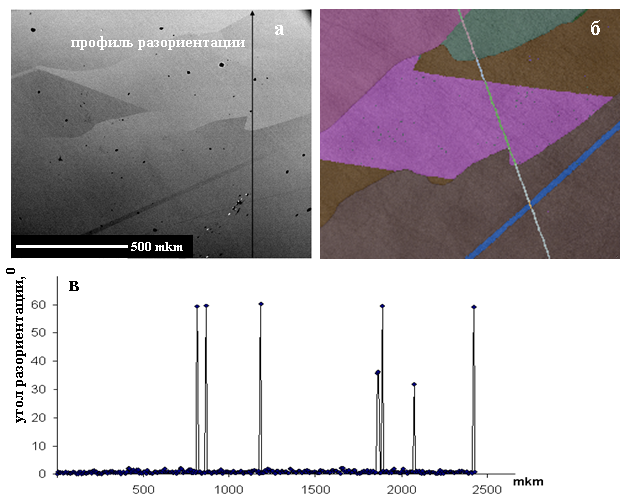 а
профиль разориентации
б
500 mkm
в
угол разориентации, 0
60
50
40
30
20
10
0
500
1000
1500
2000
2500
mkm